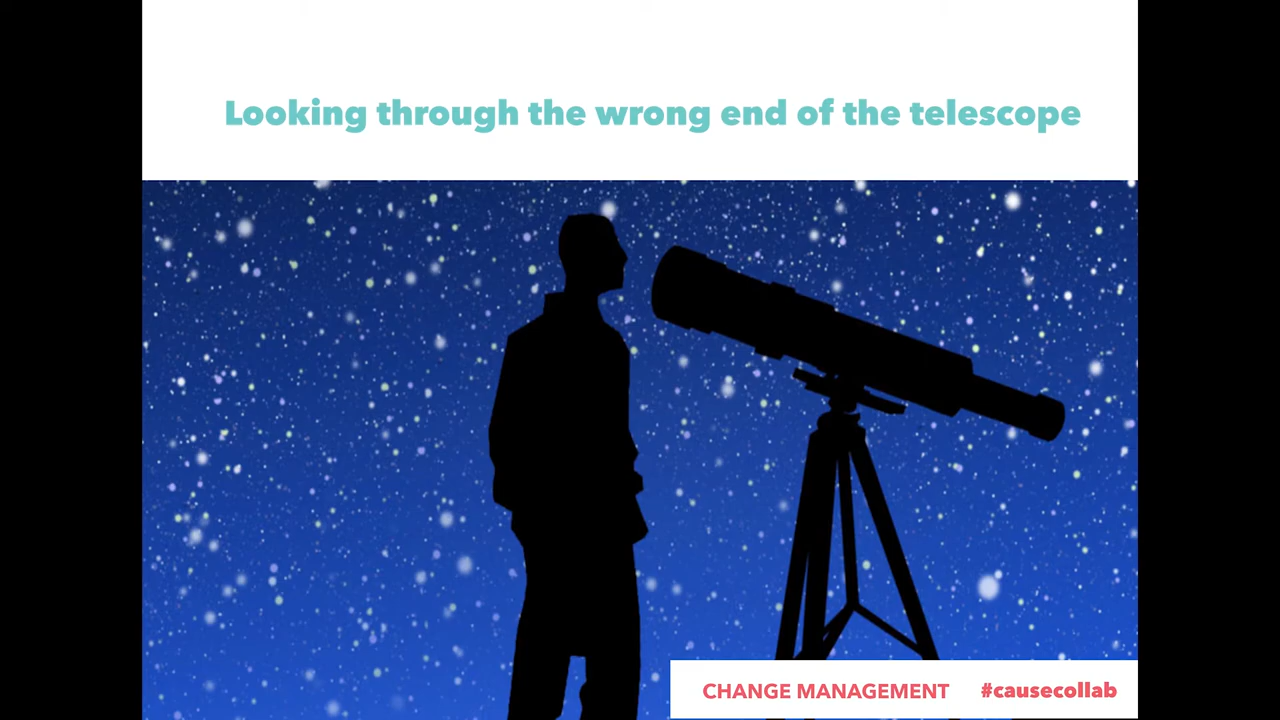 Looking through the wrong end of the telescope
CHANGE MANAGEMENT #causecollab